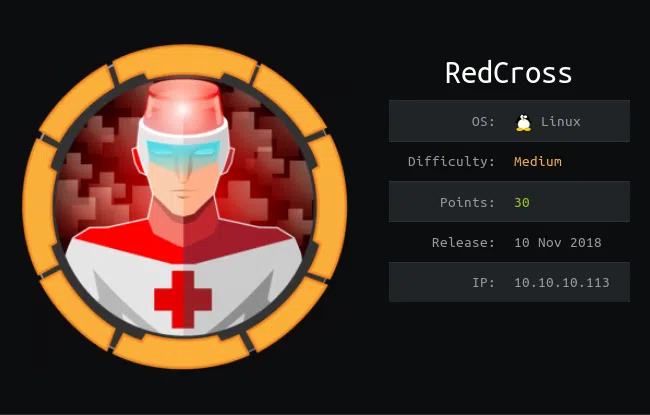 RedCross
OS: Linux
Difficulty: Medium
Points: 30
Release: 10 Nov 2018
IP: 10.10.10.113